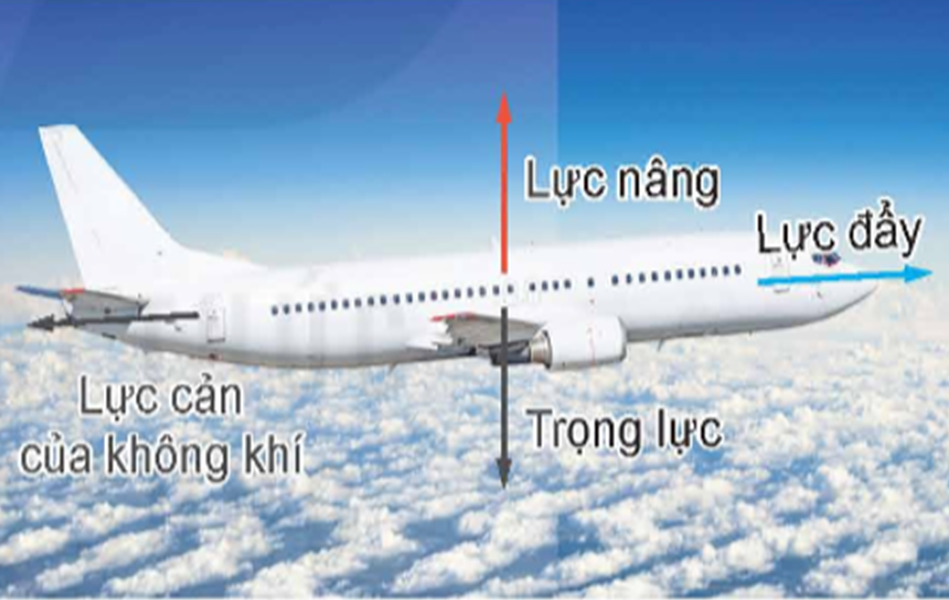 Lực nâng
Lực đẩy
Lực cản
của không khí
Trọng lực